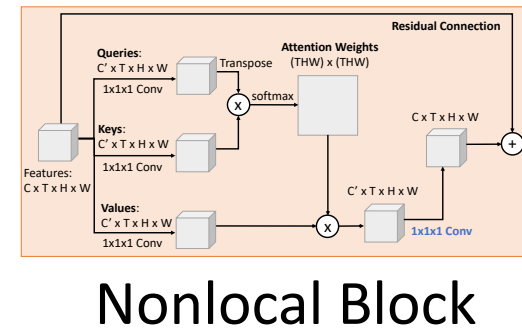 Residual Connection
Queries:
C’ x T x H x W
1x1x1 Conv
Transpose
Attention Weights
(THW) x (THW)
x
softmax
Keys:
C’ x T x H x W
1x1x1 Conv
Features:
C x T x H x W
Values:
C’ x T x H x W
1x1x1 Conv
x
C’ x T x H x W
1x1x1 Conv
C x T x H x W
+
Nonlocal Block